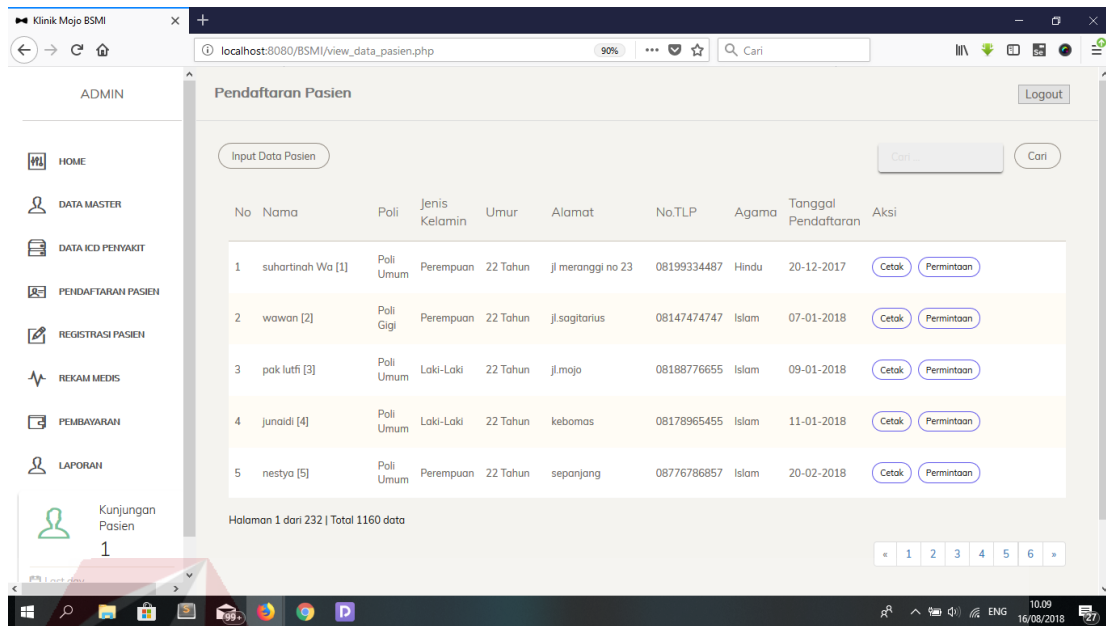 Klinik Mojo BSMI
localhost:8080/BSMI/view_data_pasien.php
90%
Cari
ADMIN
Pendaftaran Pasien
Logout
HOME
DATA MASTER
DATA ICD PENYAKIT
PENDAFTARAN PASIEN
REGISTRASI PASIEN
REKAM MEDIS
PEMBAYARAN
LAPORAN
Kunjungan
Pasien
1
Last day
Input Data Pasien
Cari...
Cari
No Nama Poli Jenis Kelamin Umur Alamat No.TLP Agama Tanggal Pendaftaran Aksi
1 suhartinah Wa [1] Poli Umum Perempuan 22 Tahun jl meranggi no 23 08199334487 Hindu 20-12-2017 Cetak Permintaan
2 wawan [2] Poli Gigi Perempuan 22 Tahun jl.sagitarius 08147474747 Islam 07-01-2018 Cetak Permintaan
3 pak lutfi [3] Poli Umum Laki-Laki 22 Tahun jl.mojo 08188776655 Islam 09-01-2018 Cetak Permintaan
4 junaidi [4] Poli Umum Laki-Laki 22 Tahun kebomas 08178965455 Islam 11-01-2018 Cetak Permintaan
5 nestya [5] Poli Umum Perempuan 22 Tahun sepanjang 08776786857 Islam 20-02-2018 Cetak Permintaan
Halaman 1 dari 232 | Total 1160 data
« 1 2 3 4 5 6 »
99+
ENG
10.09
16/08/2018
27